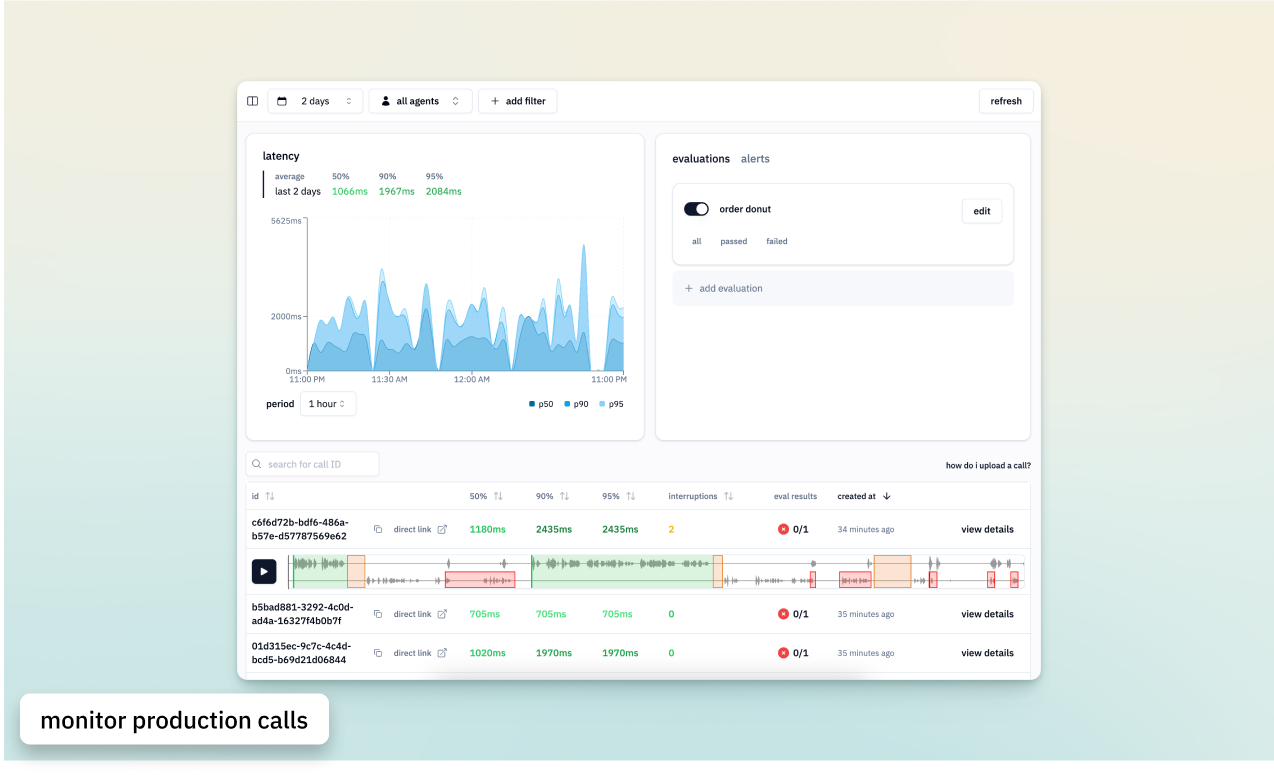 2 days
all agents
+ add filter
refresh
latency
average 50% 90% 95%
last 2 days 1066ms 1967ms 2084ms
5625ms
2000ms
0ms
11:00 PM 11:30 AM 12:00 AM 11:00 PM
period 1 hour
p50 p90 p95
evaluations alerts
order donut
edit
all passed failed
+ add evaluation
search for call ID
how do i upload a call?
id 50% 90% 95% interruptions eval results created at
c6f6d72b-bdf6-486a-
b57e-d57787569e62
direct link 1180ms 2435ms 2435ms 2 0/1 34 minutes ago view details
b5bad881-3292-4c0d-
ad4a-16327f4b0b7f
direct link 705ms 705ms 705ms 0 0/1 35 minutes ago view details
01d315ec-9c7c-4c4d-
bcd5-b69d21d06844
direct link 1020ms 1970ms 1970ms 0 0/1 35 minutes ago view details
monitor production calls